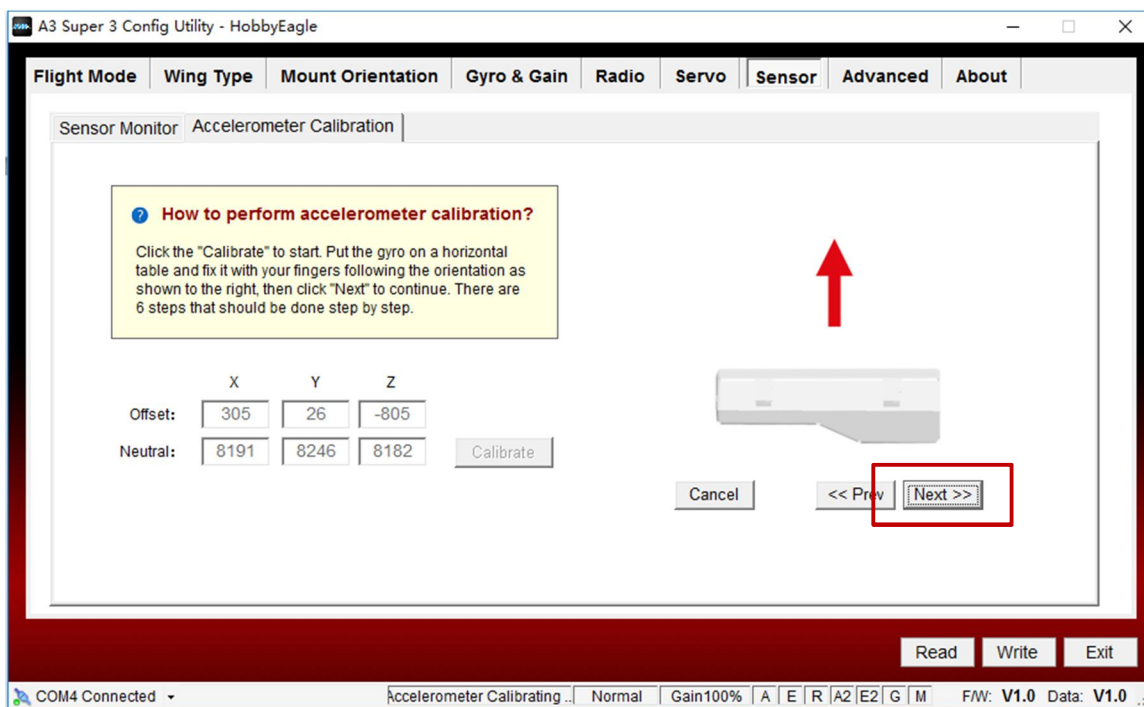 A3 Super 3 Config Utility - HobbyEagle
Flight Mode Wing Type Mount Orientation Gyro & Gain Radio Servo Sensor Advanced About
Sensor Monitor Accelerometer Calibration
How to perform accelerometer calibration?
Click the "Calibrate" to start. Put the gyro on a horizontal
table and fix it with your fingers following the orientation as
shown to the right, then click "Next" to continue. There are
6 steps that should be done step by step.
X Y Z
Offset: 305 26 -805
Neutral: 8191 8246 8182 Calibrate
Cancel << Prev Next >>
Read Write Exit
COM4 Connected Accelerometer Calibrating .. Normal Gain100% A E R A2 E2 G M F/W: V1.0 Data: V1.0